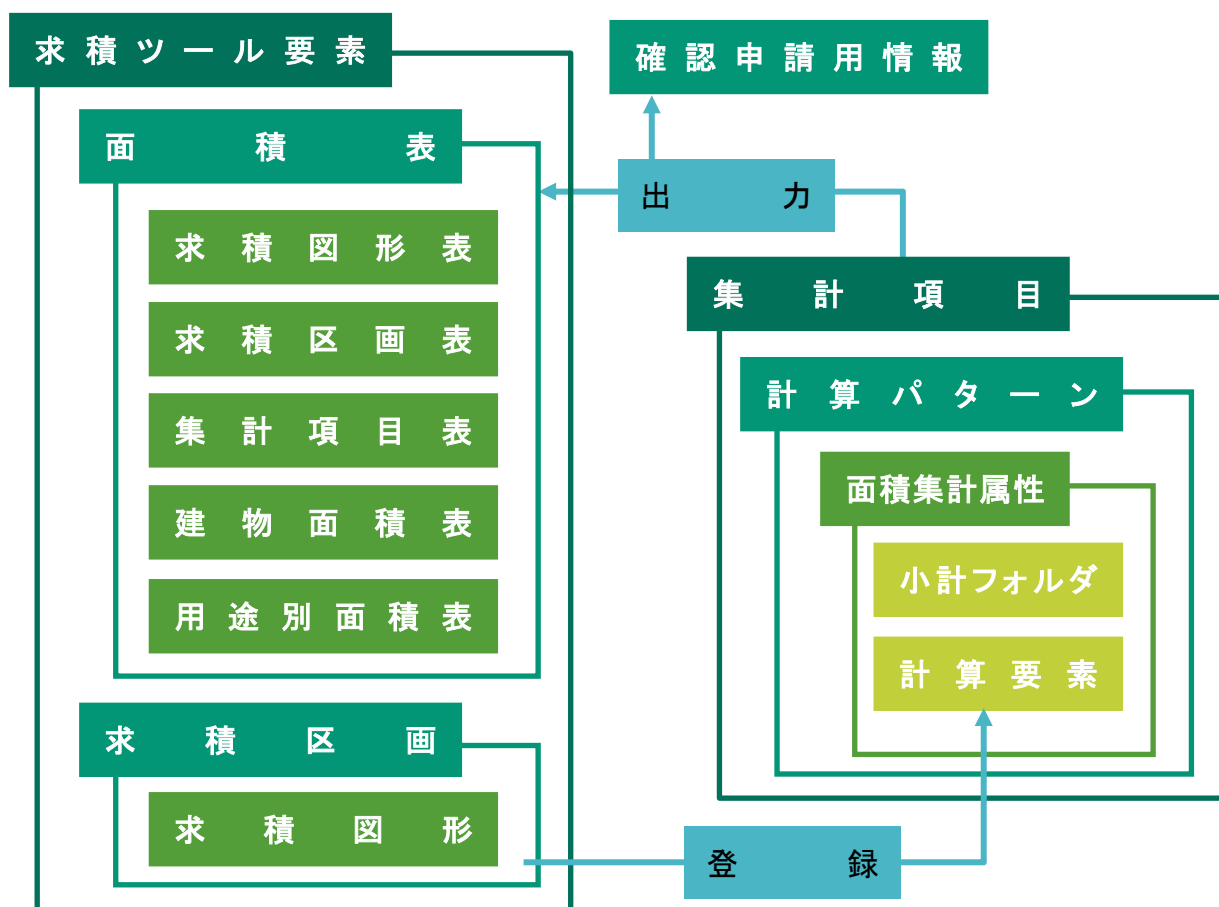 求積ツール要素
面積表
求積図形表
求積区画表
集計項目表
建物面積表
用途別面積表
求積区画
求積図形
確認申請用情報
出力
集計項目
計算パターン
面積集計属性
小計フォルダ
計算要素
登録